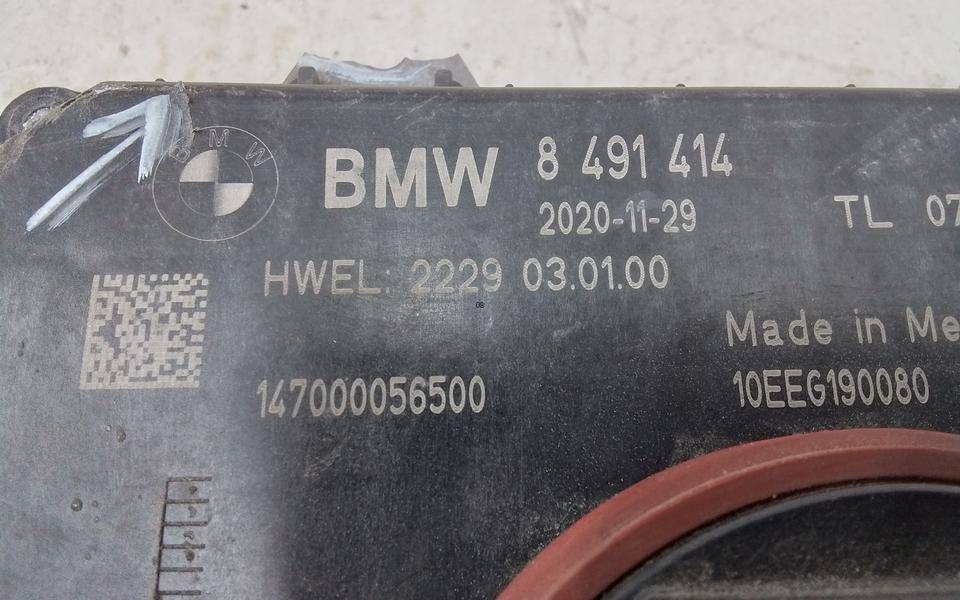 BMW
BMW 8 491 414
2020-11-29
TL 07
HWEL: 2229 03.01.00
Made in Me
147000056500
10EEG190080